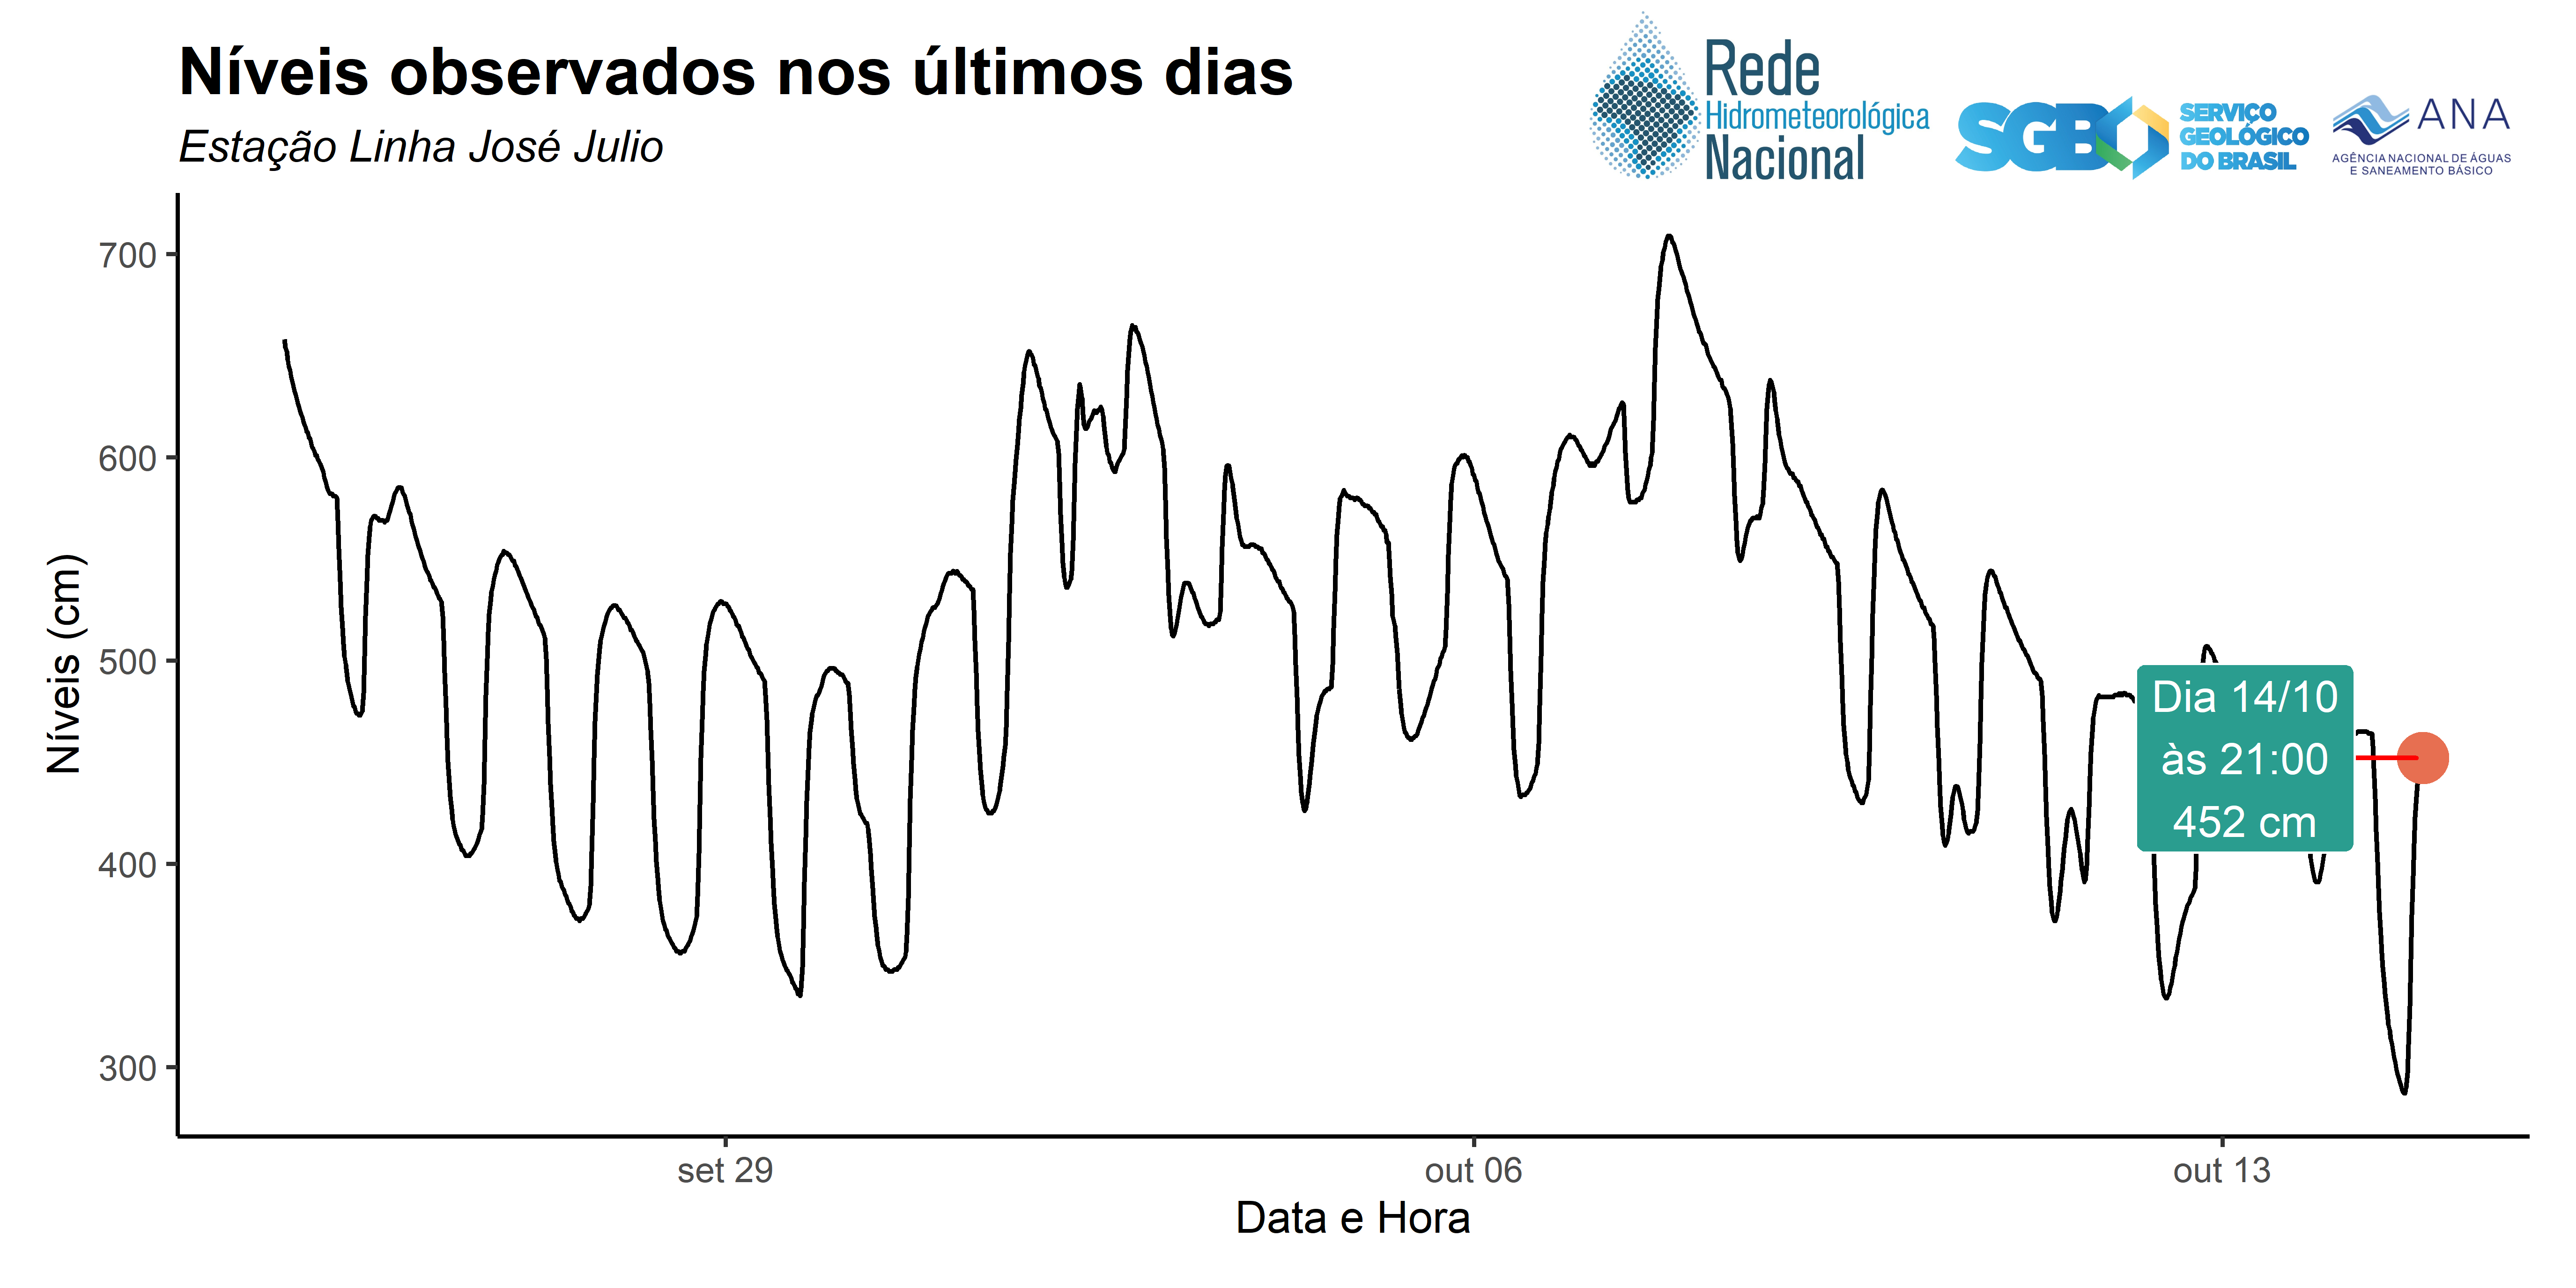 Níveis observados nos últimos dias
Estação Linha José Julio
Rede
Hidrometeorológica
Nacional
SGB
SERVIÇO
GEOLÓGICO
DO BRASIL
ANA
AGÊNCIA NACIONAL DE ÁGUAS
E SANEAMENTO BÁSICO
700
600
500
400
300
Níveis (cm)
Dia 14/10
às 21:00
452 cm
set 29
out 06
out 13
Data e Hora